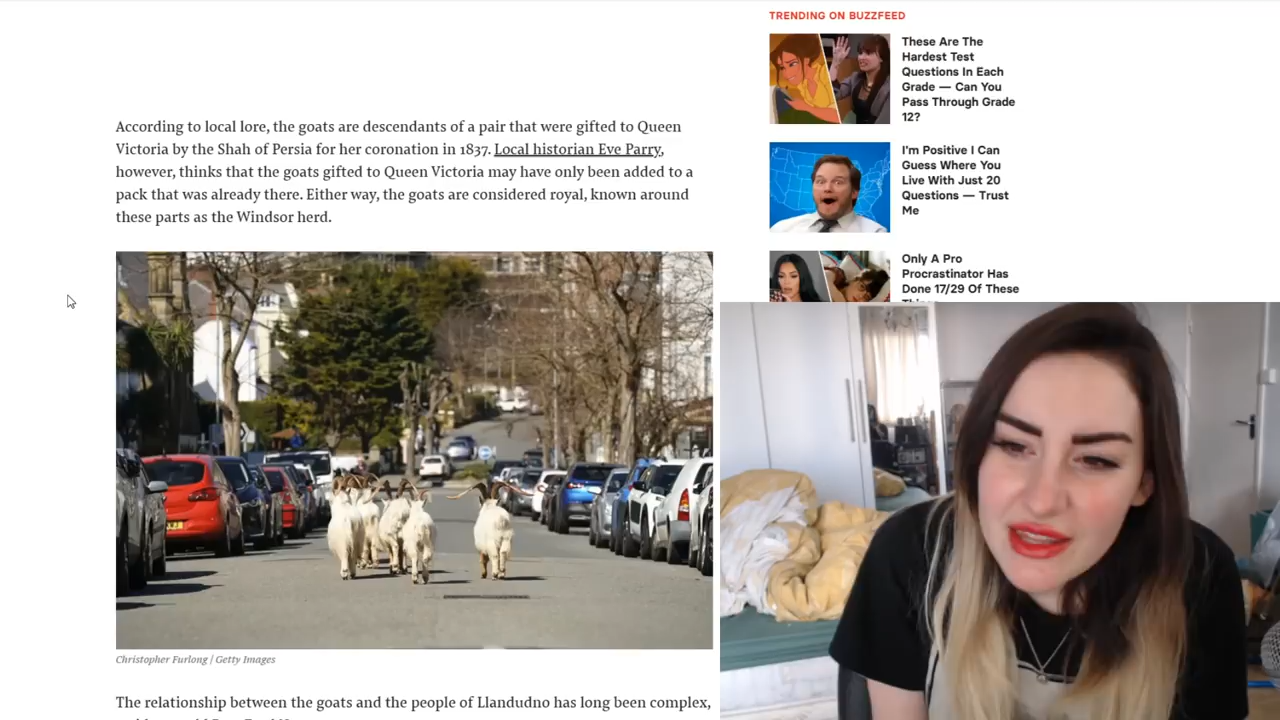 TRENDING ON BUZZFEED
These Are The
Hardest Test
Questions In Each
Grade — Can You
Pass Through Grade
12?
I'm Positive I Can
Guess Where You
Live With Just 20
Questions — Trust
Me
Only A Pro
Procrastinator Has
Done 17/29 Of These
According to local lore, the goats are descendants of a pair that were gifted to Queen
Victoria by the Shah of Persia for her coronation in 1837. Local historian Eve Parry,
however, thinks that the goats gifted to Queen Victoria may have only been added to a
pack that was already there. Either way, the goats are considered royal, known around
these parts as the Windsor herd.
Christopher Furlong / Getty Images
The relationship between the goats and the people of Llandudno has long been complex,